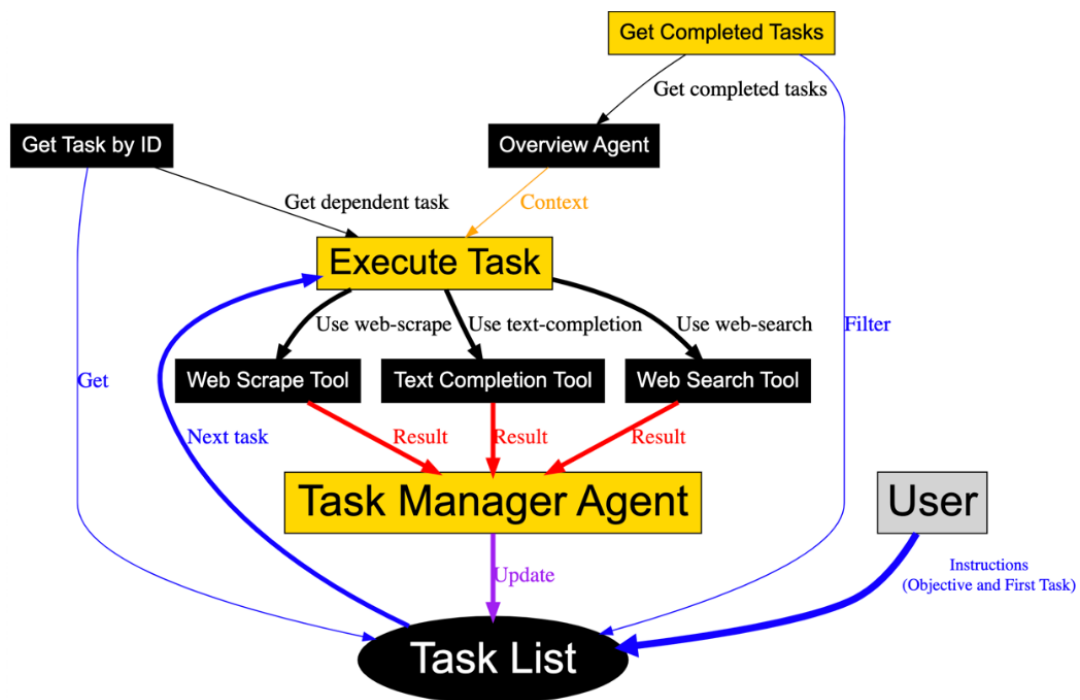 Get Completed Tasks
Get completed tasks
Get Task by ID
Overview Agent
Get dependent task
Context
Execute Task
Use web-scrape
Use text-completion
Use web-search
Filter
Get
Web Scrape Tool
Text Completion Tool
Web Search Tool
Next task
Result
Result
Result
Task Manager Agent
User
Update
Instructions
(Objective and First Task)
Task List